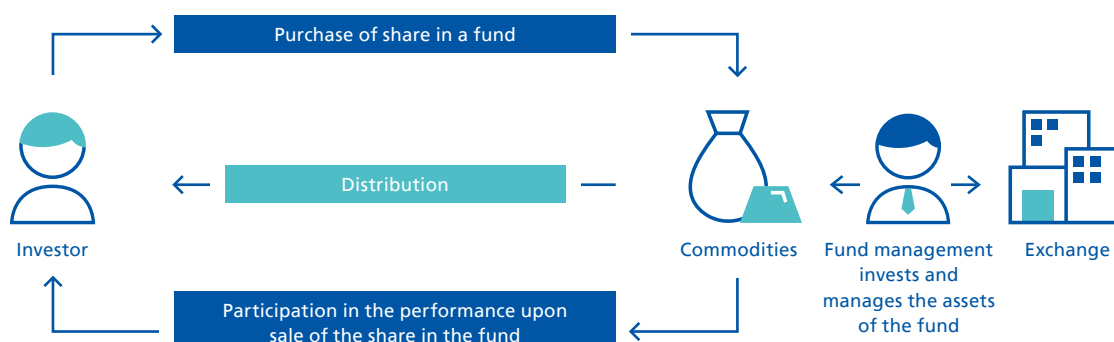 Purchase of share in a fund
Distribution
Investor
Commodities
Fund management
invests and
manages the assets
of the fund
Exchange
Participation in the performance upon
sale of the share in the fund